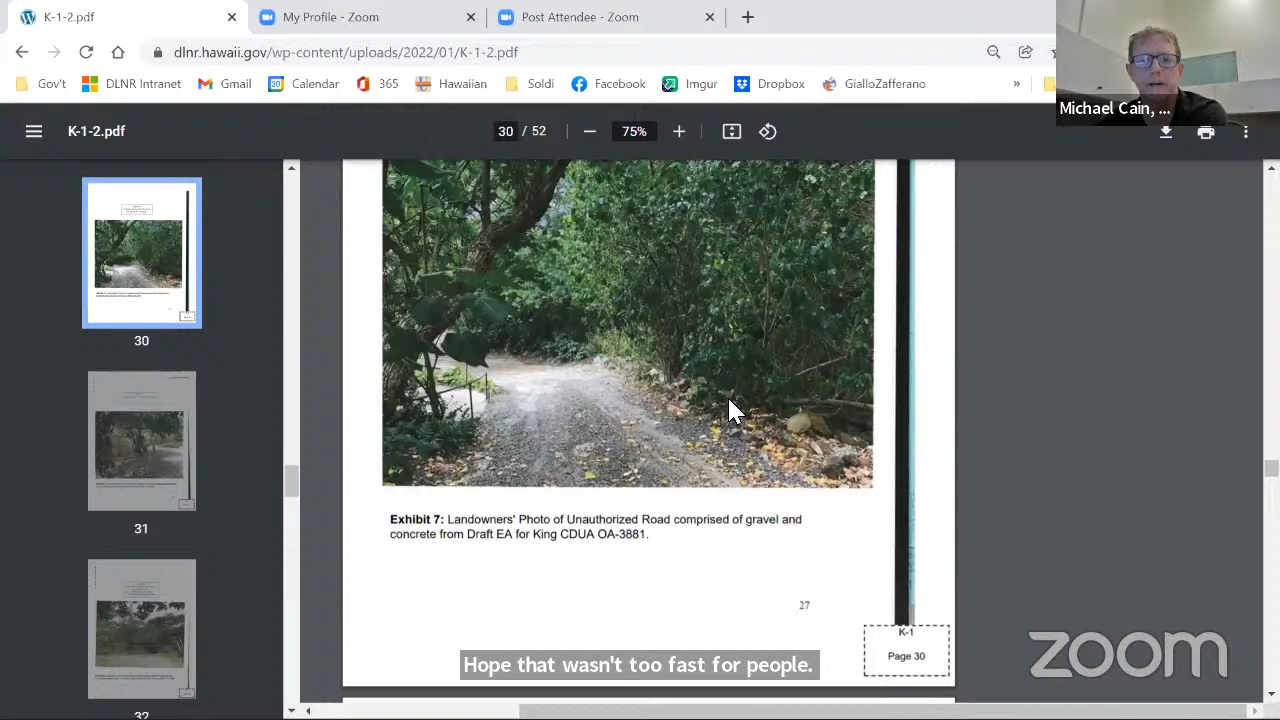 K-1-2.pdf
My Profile - Zoom
Post Attendee - Zoom
dlnr.hawaii.gov/wp-content/uploads/2022/01/K-1-2.pdf
Gov't
DLNR Intranet
Gmail
Calendar
365
Hawaiian
Soldi
Facebook
Imgur
Dropbox
GialloZafferano
»
Michael Cain, ...
K-1-2.pdf
30 / 52
75%
30
31
32
Exhibit 7: Landowners' Photo of Unauthorized Road comprised of gravel and
concrete from Draft EA for King CDUA OA-3881.
27
K-1
Page 30
Hope that wasn't too fast for people.
zoom